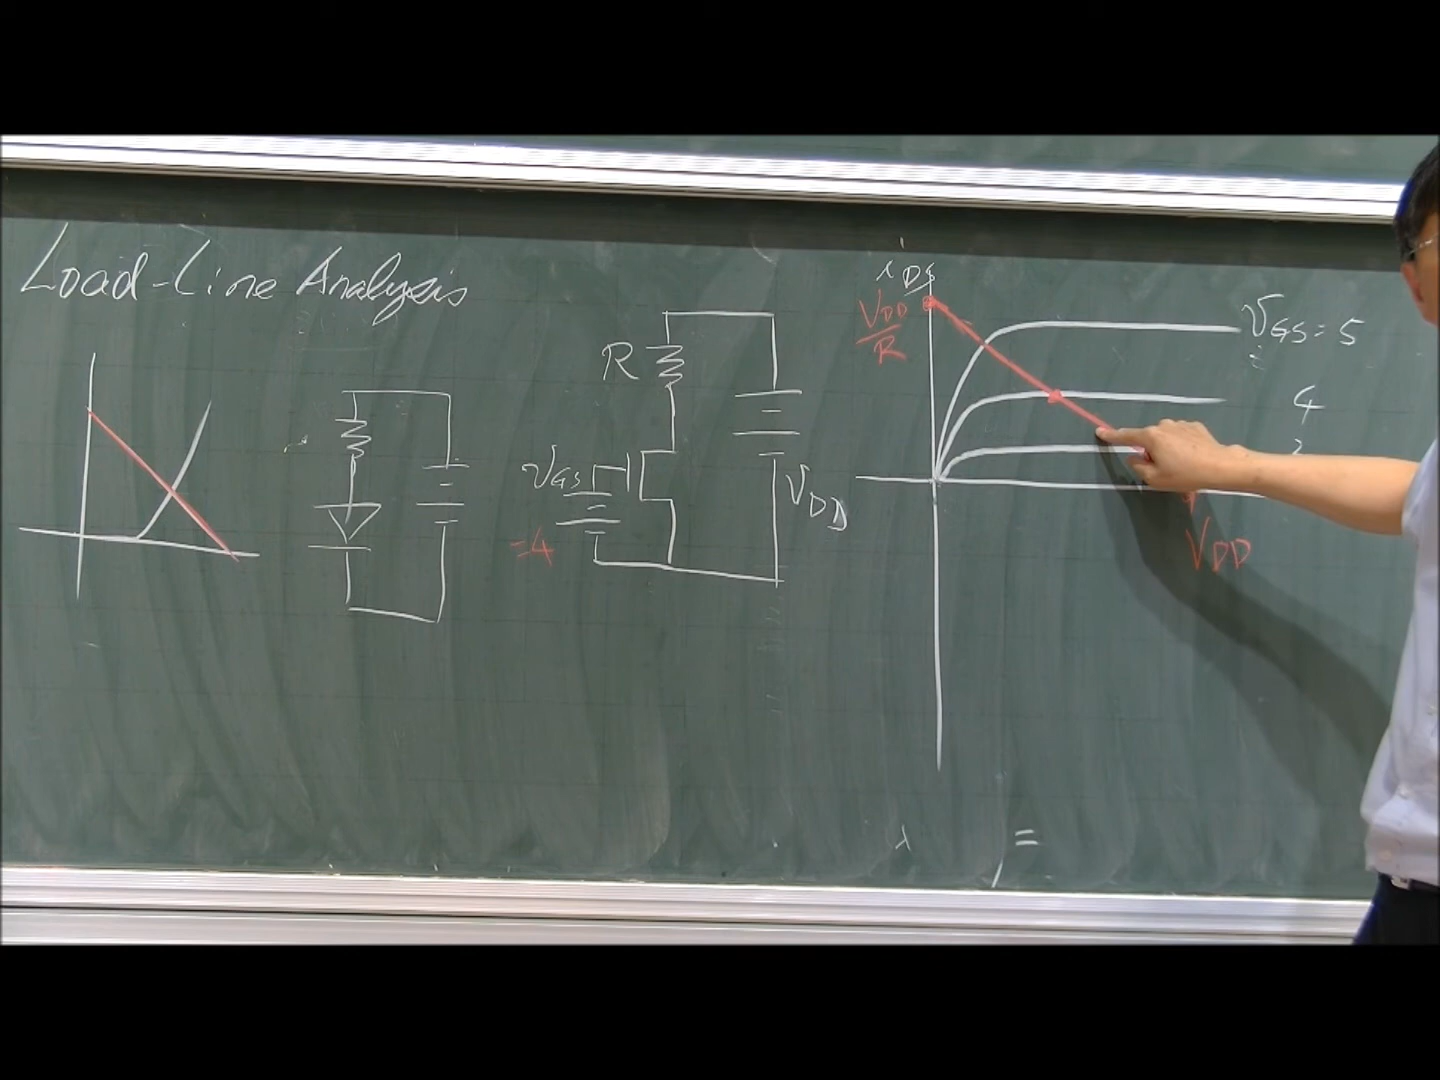 Load-Line Analysis
R
VGS
=4
VDD
iDS
VDD
R
VGS = 5
4
VDD
=